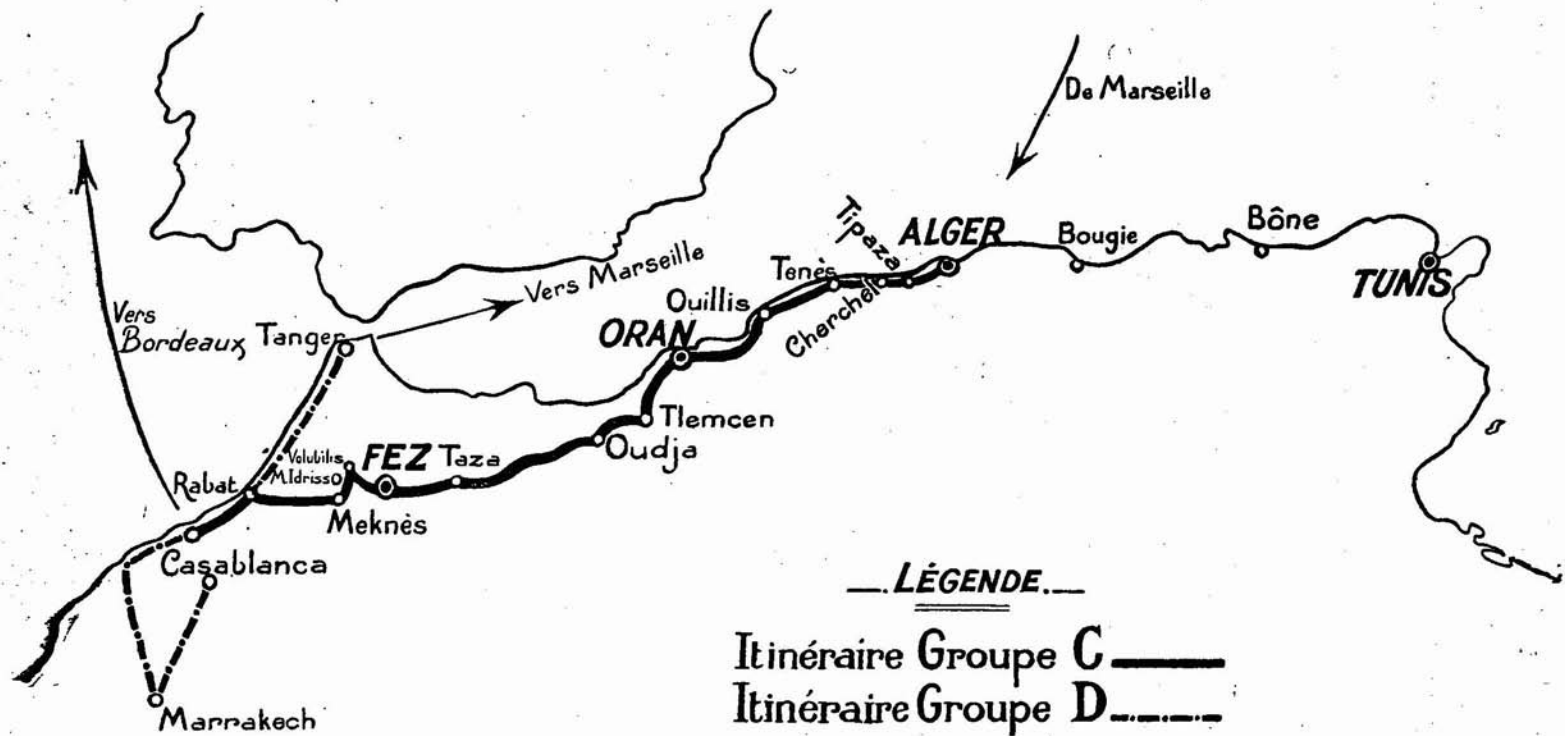 De Marseille
Tipaza
ALGER
Bougie
Bône
TUNIS
Tenès
Cherchel
Ouillis
ORAN
Vers Marseille
Vers
Bordeaux
Tanger
Tlemcen
Oudja
Volubilis
M.Idriss
FEZ
Taza
Rabat
Meknès
Casablanca
Marrakech
LÉGENDE
Itinéraire Groupe C
Itinéraire Groupe D